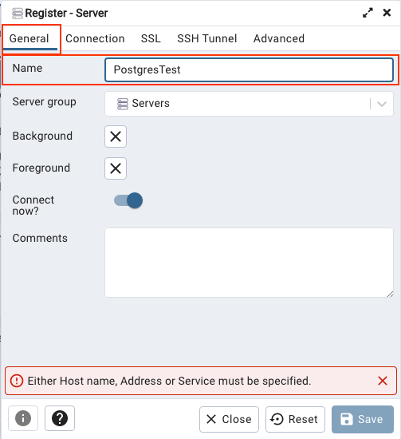 Register - Server
General Connection SSL SSH Tunnel Advanced
Name PostgresTest
Server group Servers
Background
Foreground
Connect
now?
Comments
Either Host name, Address or Service must be specified.
Close Reset Save